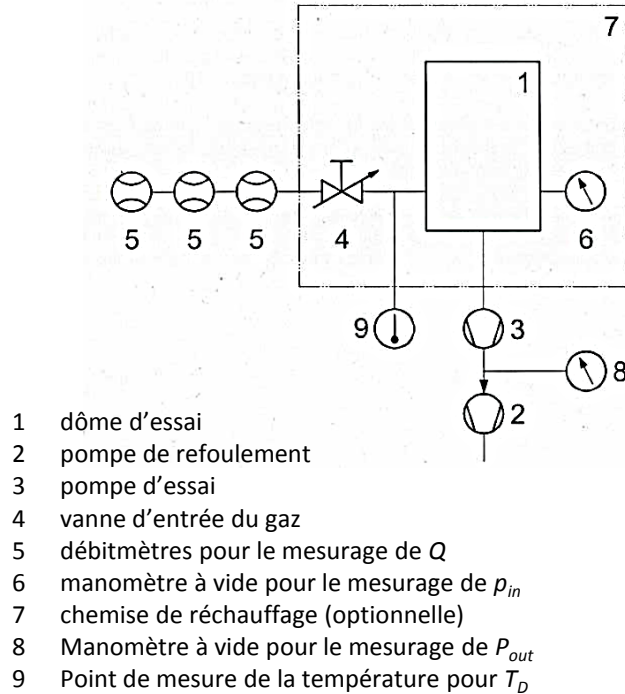 7
1
5 5 5 4 6
9 3
8
2
1 dôme d'essai
2 pompe de refoulement
3 pompe d'essai
4 vanne d'entrée du gaz
5 débitmètres pour le mesurage de Q
6 manomètre à vide pour le mesurage de p_in
7 chemise de réchauffage (optionnelle)
8 Manomètre à vide pour le mesurage de P_out
9 Point de mesure de la température pour T_D